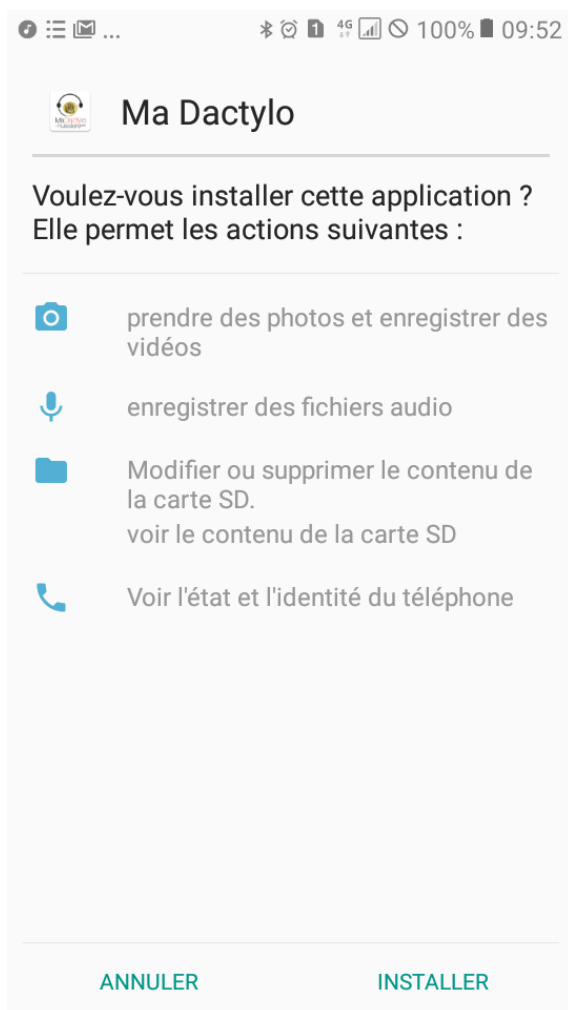 ... 1 4G 100% 09:52
Ma Dactylo
Voulez-vous installer cette application ?
Elle permet les actions suivantes :
prendre des photos et enregistrer des
vidéos
enregistrer des fichiers audio
Modifier ou supprimer le contenu de
la carte SD.
voir le contenu de la carte SD
Voir l'état et l'identité du téléphone
ANNULER INSTALLER